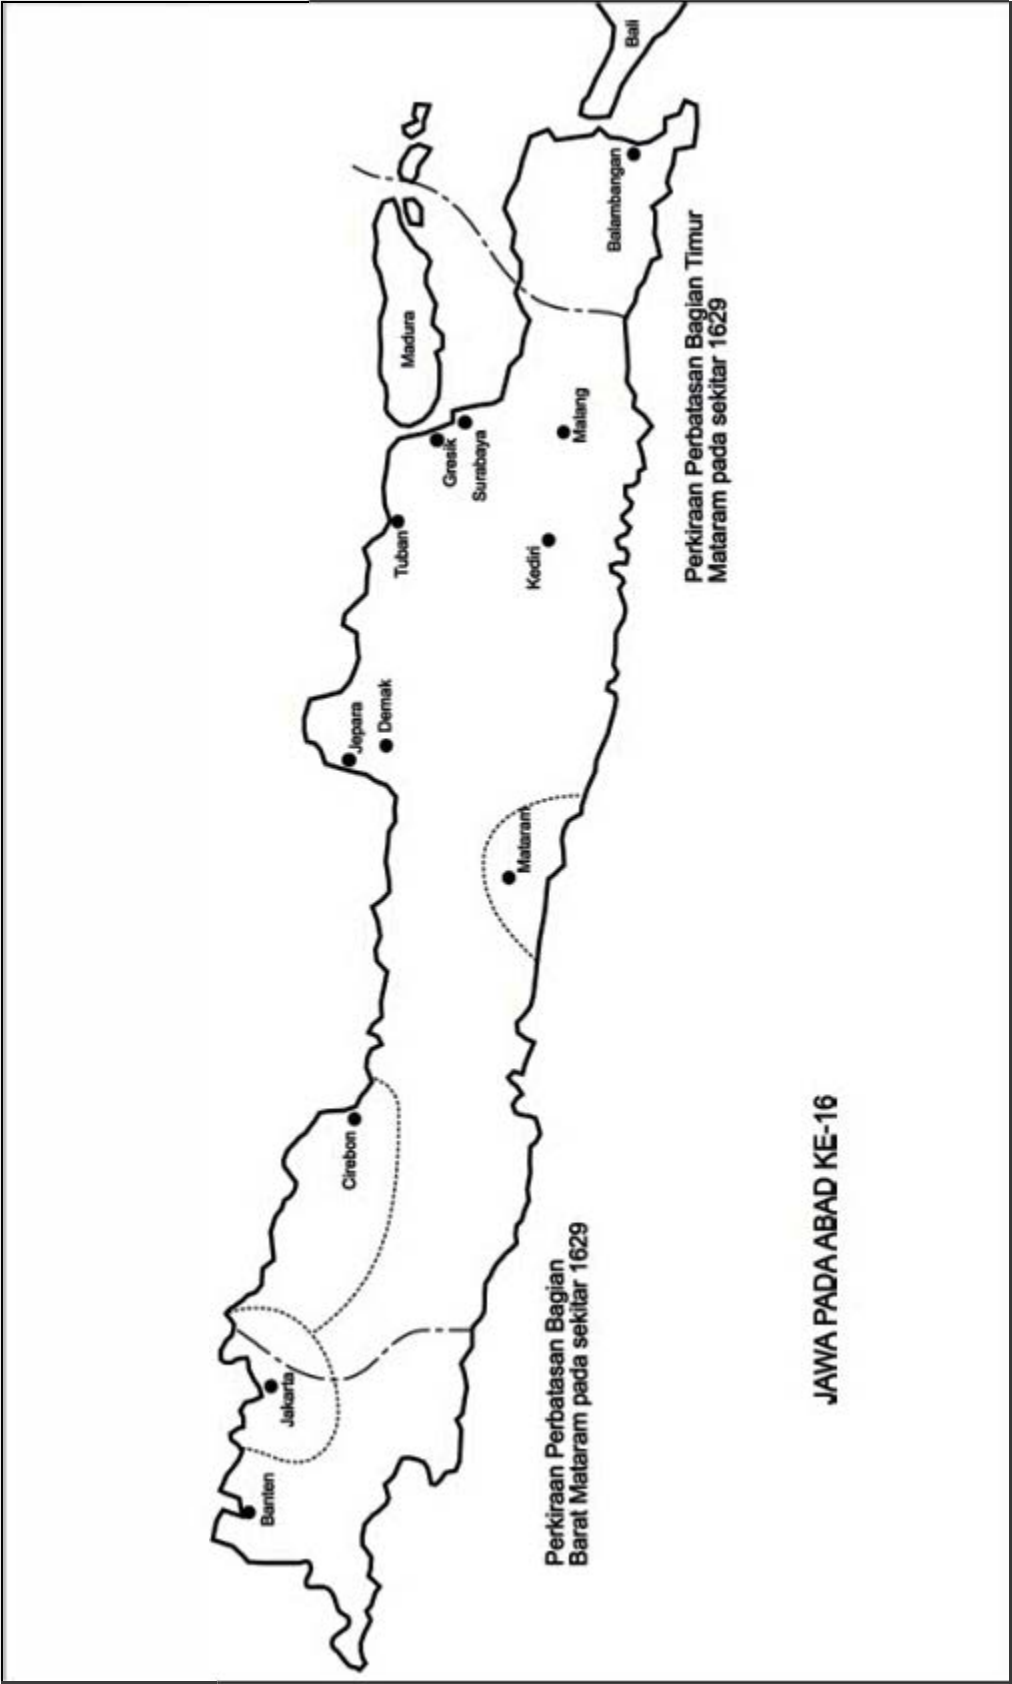 Banten
Jakarta
Cirebon
Jepara
Demak
Mataram
Tuban
Gresik
Surabaya
Kediri
Malang
Madura
Balambangan
Bali
Perkiraan Perbatasan Bagian
Barat Mataram pada sekitar 1629
Perkiraan Perbatasan Bagian Timur
Mataram pada sekitar 1629
JAWA PADA ABAD KE-16